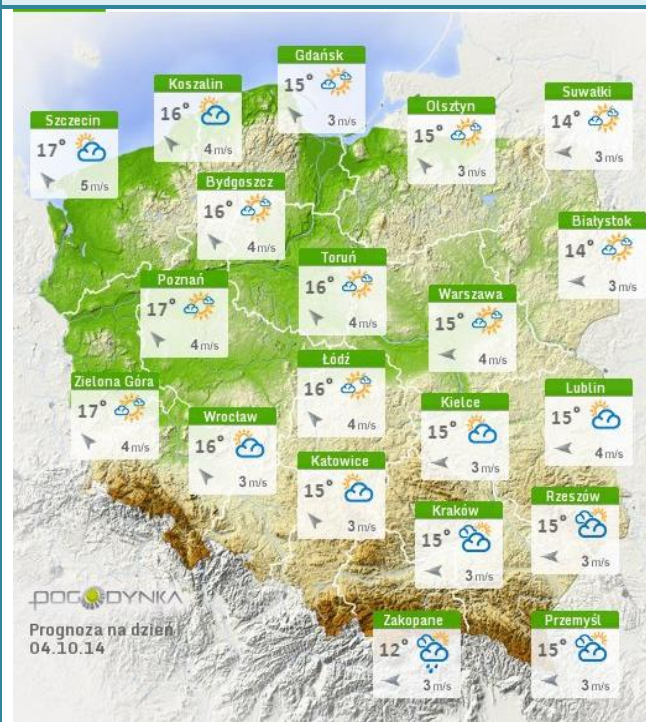 Gdańsk
15°
3 m/s
Koszalin
16°
4 m/s
Suwałki
14°
3 m/s
Olsztyn
15°
3 m/s
Szczecin
17°
5 m/s
Bydgoszcz
16°
4 m/s
Białystok
14°
3 m/s
Toruń
16°
4 m/s
Poznań
17°
4 m/s
Warszawa
15°
4 m/s
Łódź
16°
4 m/s
Zielona Góra
17°
4 m/s
Lublin
15°
4 m/s
Kielce
15°
3 m/s
Wrocław
16°
3 m/s
Katowice
15°
3 m/s
Rzeszów
15°
3 m/s
Kraków
15°
3 m/s
POGODYNKA
Prognoza na dzień
04.10.14
Zakopane
12°
3 m/s
Przemyśl
15°
3 m/s